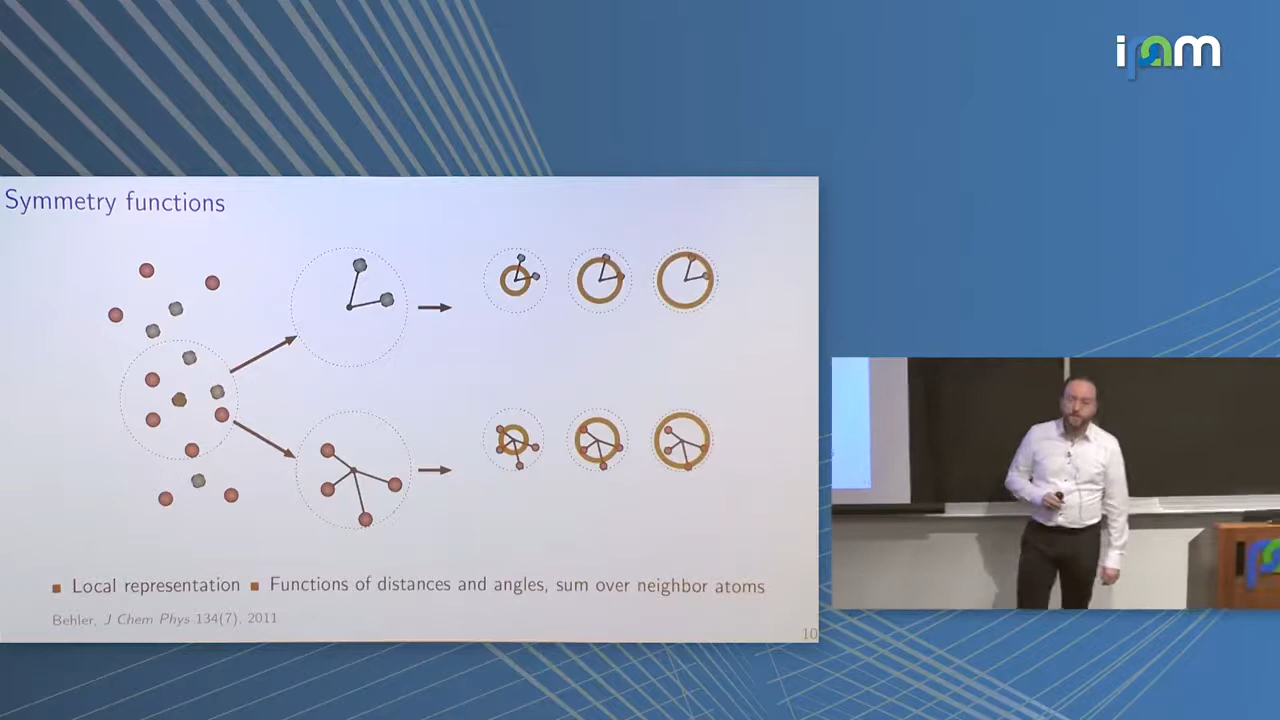 ipam
Symmetry functions
Local representation Functions of distances and angles, sum over neighbor atoms
Behler, J Chem Phys 134(7), 2011
10